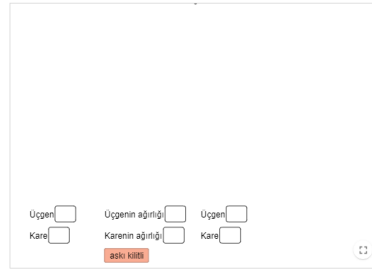 Üçgen Üçgenin ağırlığı Üçgen
Kare Karenin ağırlığı Kare
askı kilitli